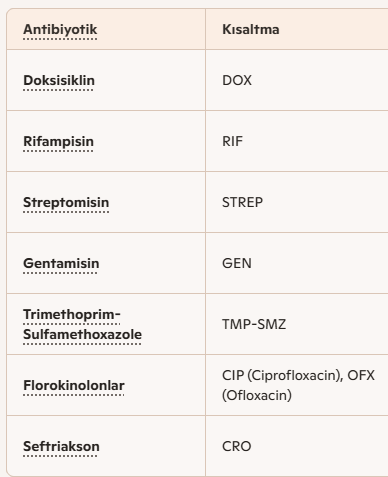 Antibiyotik Kısaltma
Doksisiklin DOX
Rifampisin RIF
Streptomisin STREP
Gentamisin GEN
Trimethoprim-
Sulfamethoxazole TMP-SMZ
Florokinolonlar CIP (Ciprofloxacin), OFX
(Ofloxacin)
Seftriakson CRO